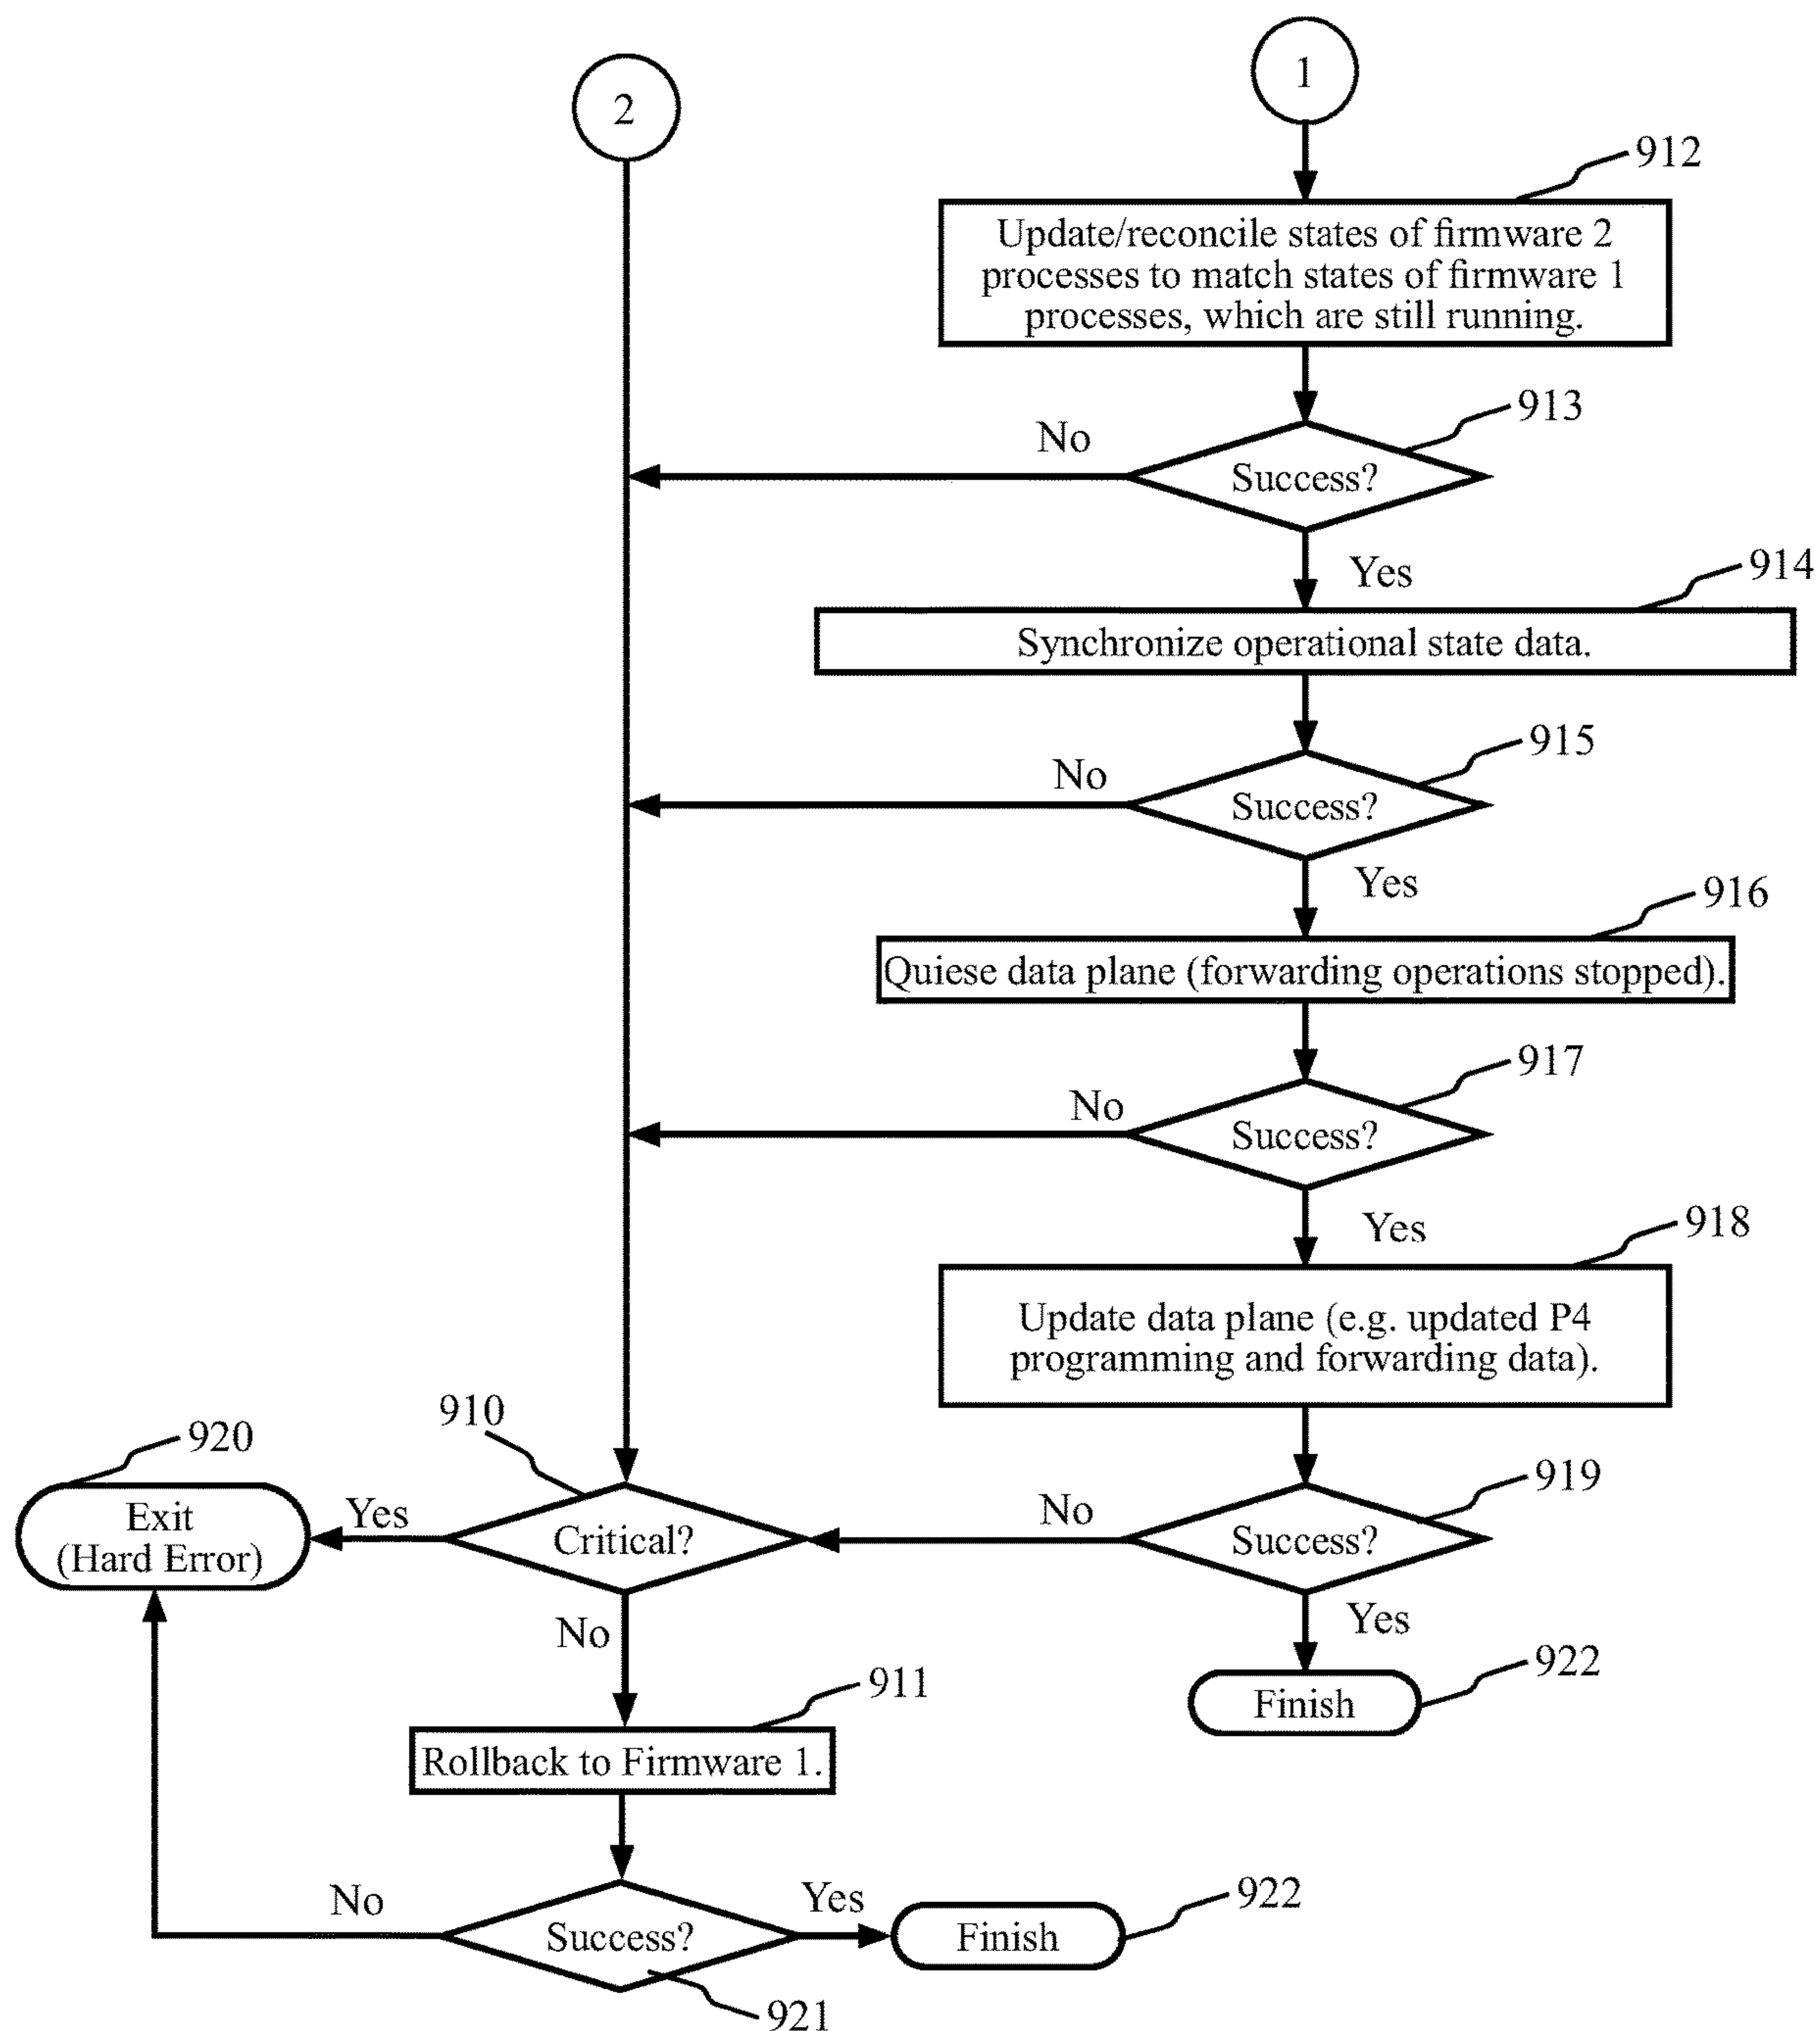 1
2
912
Update/reconcile states of firmware 2
processes to match states of firmware 1
processes, which are still running.
913
No
Success?
Yes
914
Synchronize operational state data.
915
No
Success?
Yes
916
Quiese data plane (forwarding operations stopped).
917
No
Success?
Yes
918
Update data plane (e.g. updated P4
programming and forwarding data).
910
920
919
Exit
(Hard Error)
Yes
Critical?
No
Success?
No
Yes
922
Finish
911
Rollback to Firmware 1.
No
Success?
Yes
Finish
922
921